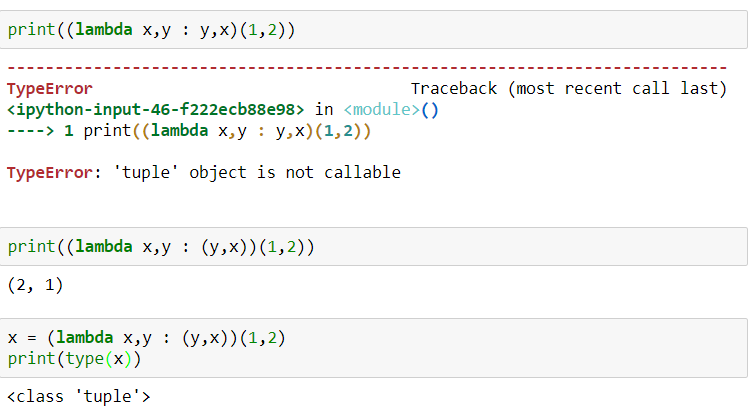 print((lambda x,y : y,x)(1,2))
---------------------------------------------------------------------------
TypeError                                 Traceback (most recent call last)
<ipython-input-46-f222ecb88e98> in <module>()
----> 1 print((lambda x,y : y,x)(1,2))

TypeError: 'tuple' object is not callable
print((lambda x,y : (y,x))(1,2))
(2, 1)
x = (lambda x,y : (y,x))(1,2)
print(type(x))
<class 'tuple'>